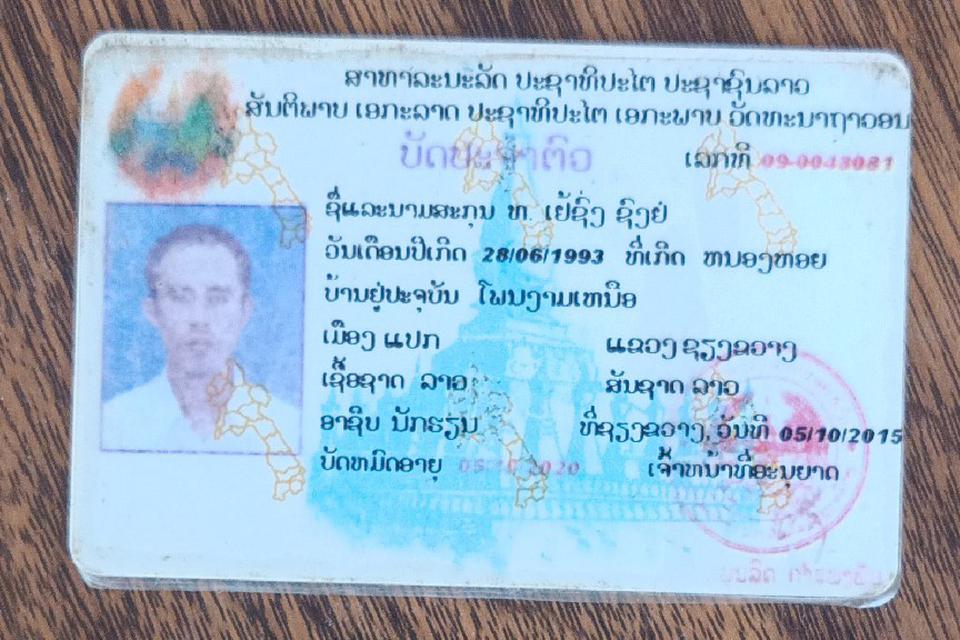 ສາທາລະນະລັດ ປະຊາທິປະໄຕ ປະຊາຊົນລາວ
ສັນຕິພາບ ເອກະລາດ ປະຊາທິປະໄຕ ເອກະພາບ ວັດທະນາຖາວອນ
ບັດປະຈຳຕົວ
ເລກທີ 09-0043081
ຊື່ແລະນາມສະກຸນ ທ. ເຢ້ຊົ່ງ ຊົ່ງຢ່
ວັນເດືອນປີເກີດ 28/06/1993 ທີ່ເກີດ ຫນອງຫອຍ
ບ້ານຢູ່ປະຈຸບັນ ໂພນງາມເຫນືອ
ເມືອງ ແປກ ແຂວງ ຊຽງຂວາງ
ເຊື້ອຊາດ ລາວ ສັນຊາດ ລາວ
ອາຊິບ ນັກຮຽນ ທີ່ຊຽງຂວາງ, ວັນທີ 05/10/2015
ບັດຫມົດອາຍຸ 05/10/2020 ເຈົ້າຫນ້າທີ່ອະນຸຍາດ